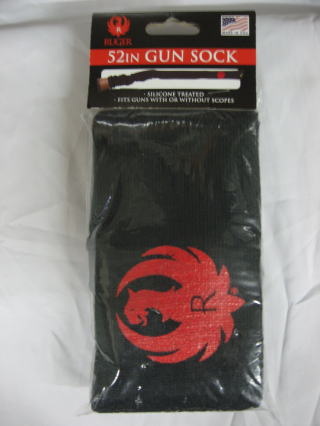 RUGER
52IN GUN SOCK
· SILICONE TREATED
· FITS GUNS WITH OR WITHOUT SCOPES
R